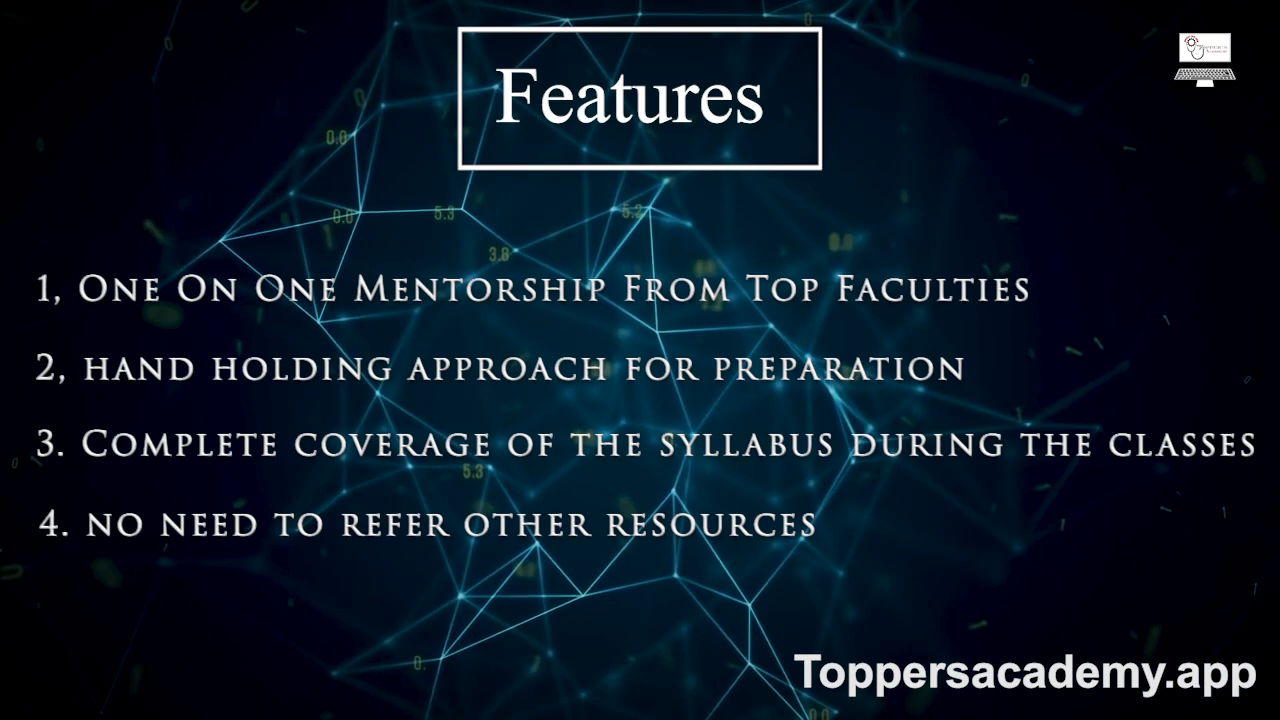 Features
1, One On One Mentorship From Top Faculties
2, hand holding approach for preparation
3. Complete coverage of the syllabus during the classes
4. no need to refer other resources
Toppersacademy.app